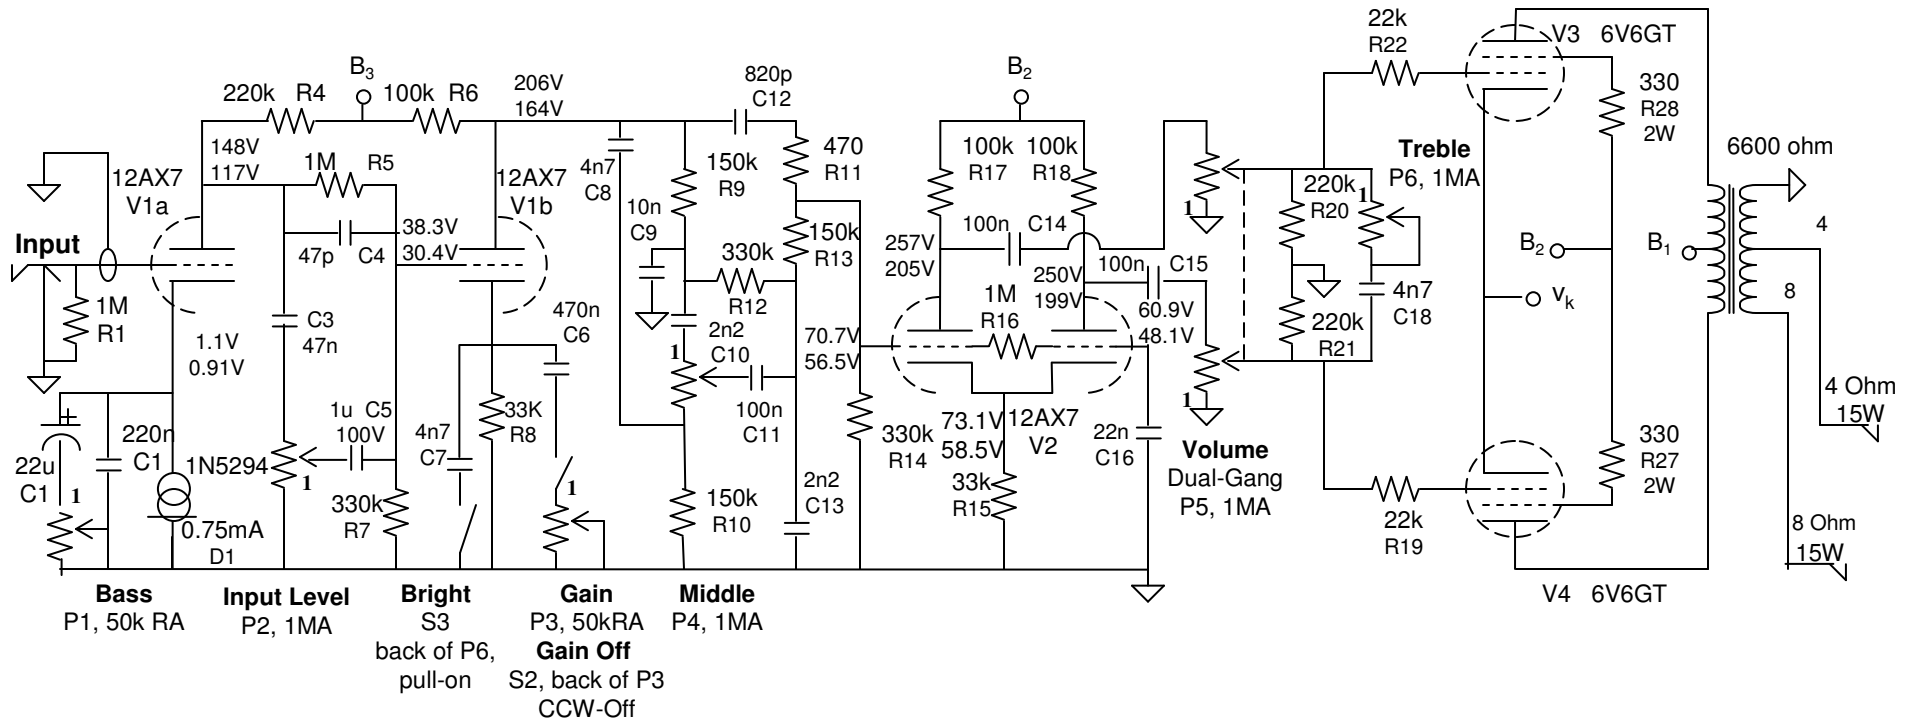 Input
1M
R1
12AX7
V1a
220k R4
148V
117V
1M R5
B3
100k R6
206V
164V
12AX7
V1b
38.3V
30.4V
47p C4
1.1V
0.91V
C3
47n
220n
C1
22u
C1
1
1N5294
0.75mA
D1
1
1u C5
100V
330k
R7
4n7
C7
33K
R8
470n
C6
1
4n7
C8
10n
C9
150k
R9
820p
C12
470
R11
150k
R13
330k
R12
2n2
C10
1
100n
C11
150k
R10
2n2
C13
70.7V
56.5V
330k
R14
B2
100k
R17
100k
R18
100n C14
257V
205V
250V
199V
100n C15
1M
R16
60.9V
48.1V
73.1V
58.5V
12AX7
V2
33k
R15
22n
C16
1
1
Volume
Dual-Gang
P5, 1MA
220k
R20
220k
R21
1
4n7
C18
Treble
P6, 1MA
22k
R22
22k
R19
V3 6V6GT
330
R28
2W
B2
vk
330
R27
2W
V4 6V6GT
6600 ohm
B1
4
8
4 Ohm
15W
8 Ohm
15W
Bass
P1, 50k RA
Input Level
P2, 1MA
Bright
S3
back of P6,
pull-on
Gain
P3, 50kRA
Gain Off
S2, back of P3
CCW-Off
Middle
P4, 1MA